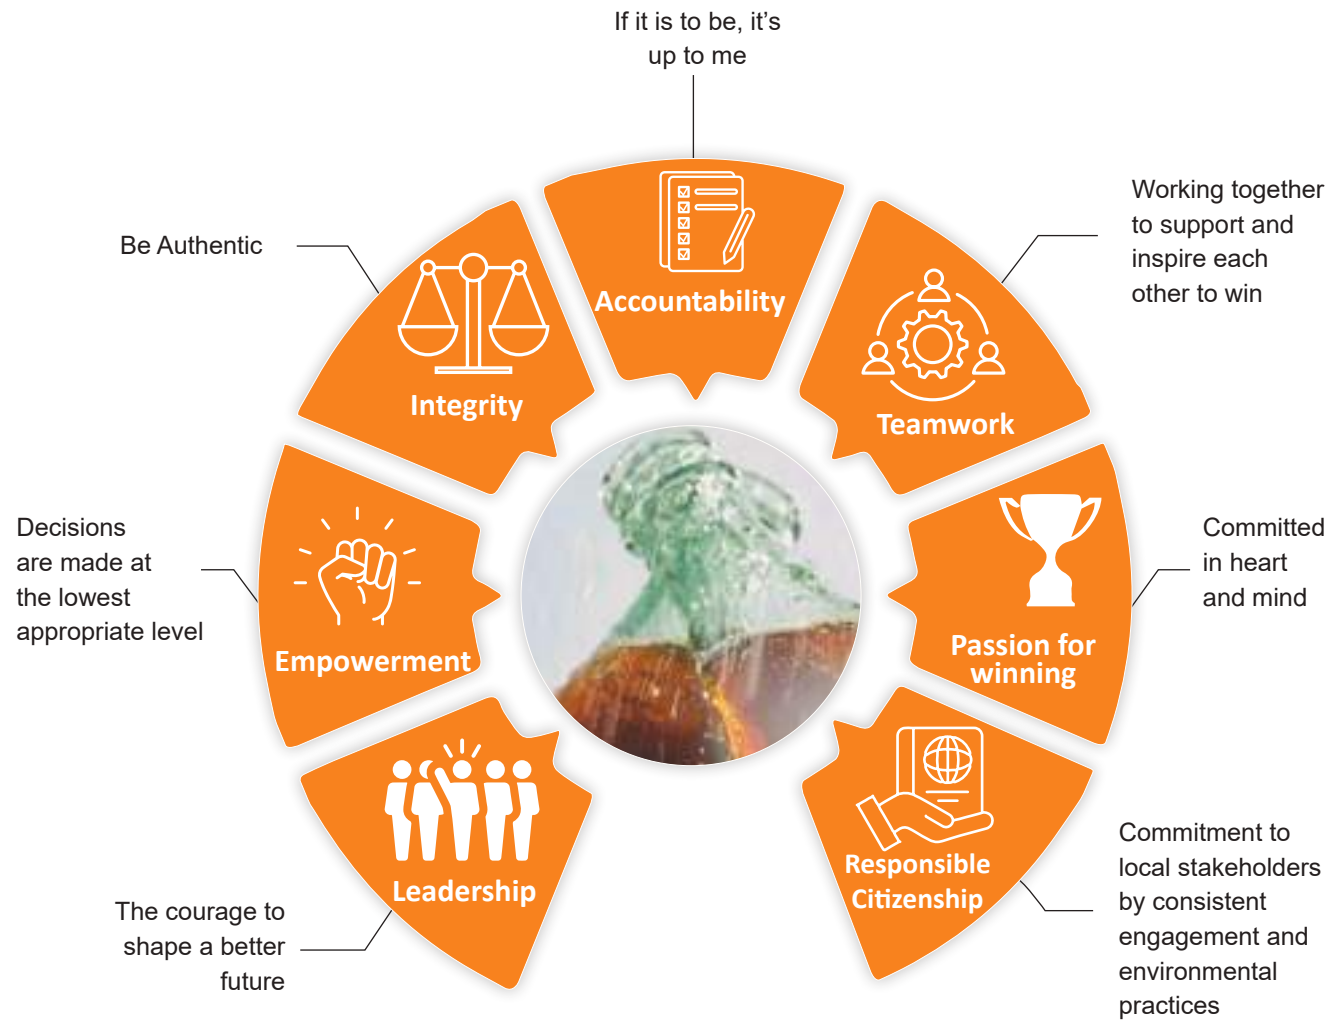 If it is to be, it’s
up to me
Accountability
Be Authentic
Integrity
Working together
to support and
inspire each
other to win
Teamwork
Decisions
are made at
the lowest
appropriate level
Empowerment
Committed
in heart
and mind
Passion for
winning
The courage to
shape a better
future
Leadership
Responsible
Citizenship
Commitment to
local stakeholders
by consistent
engagement and
environmental
practices